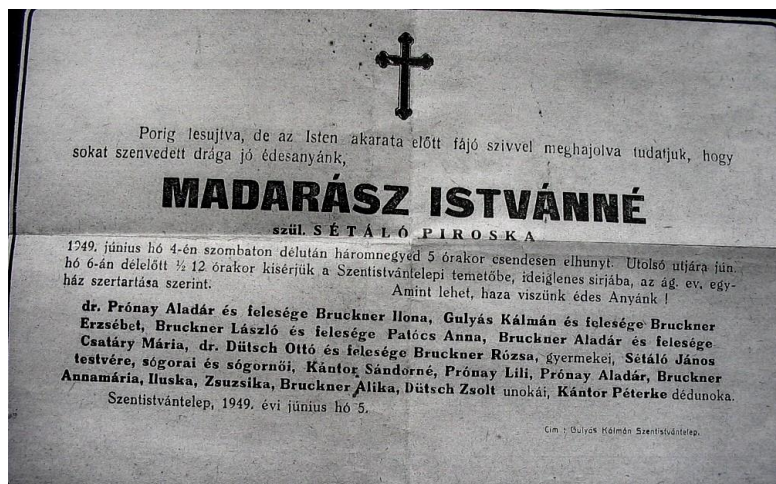 Porig lesujtva, de az Isten akarata előtt fájó szivvel meghajolva tudatjuk, hogy
sokat szenvedett drága jó édesanyánk,
MADARÁSZ ISTVÁNNÉ
szül. SÉTÁLÓ PIROSKA
1949. június hó 4-én szombaton délután háromnegyed 5 órakor csendesen elhunyt. Utolsó utjára jún.
hó 6-án délelőtt ½ 12 órakor kisérjük a Szentistvántelepi temetőbe, ideiglenes sirjába, az ág. ev. egy-
ház szertartása szerint. Amint lehet, haza viszünk édes Anyánk !
dr. Prónay Aladár és felesége Bruckner Ilona, Gulyás Kálmán és felesége Bruckner
Erzsébet, Bruckner László és felesége Patócs Anna, Bruckner Aladár és felesége
Csatáry Mária, dr. Dütsch Ottó és felesége Bruckner Rózsa, gyermekei, Sétáló János
testvére, sógorai és sógornői, Kántor Sándorné, Prónay Lili, Prónay Aladár, Bruckner
Annamária, Iluska, Zsuzsika, Bruckner Alika, Dütsch Zsolt unokái, Kántor Péterke dédunoka.
Szentistvántelep, 1949. évi június hó 5.
Cim : Gulyás Kálmán Szentistvántelep.